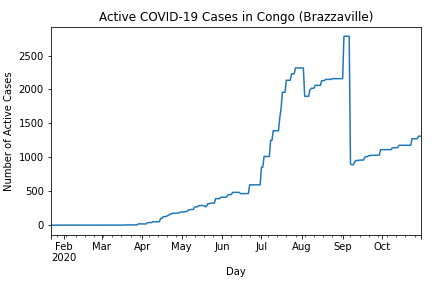 Active COVID-19 Cases in Congo (Brazzaville)
Number of Active Cases
2500
2000
1500
1000
500
0
Feb Mar Apr May Jun Jul Aug Sep Oct
2020
Day